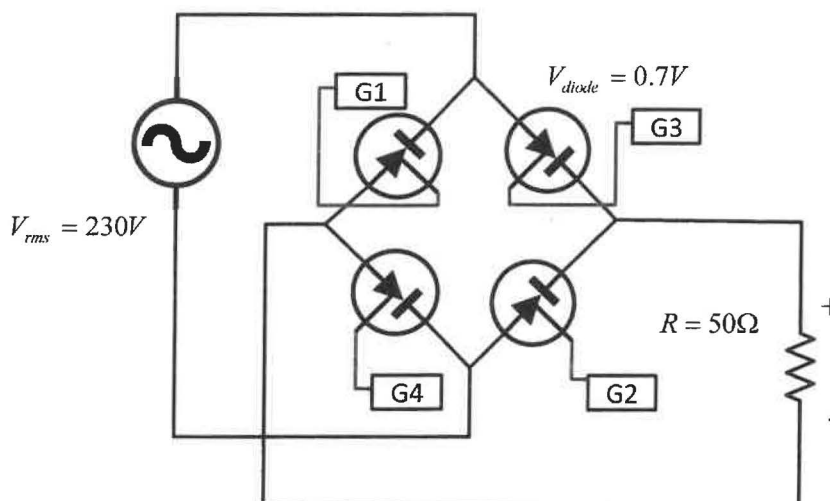 G1
V_diode = 0.7V
G3
V_rms = 230V
R = 50Ω
+
G4
G2
-